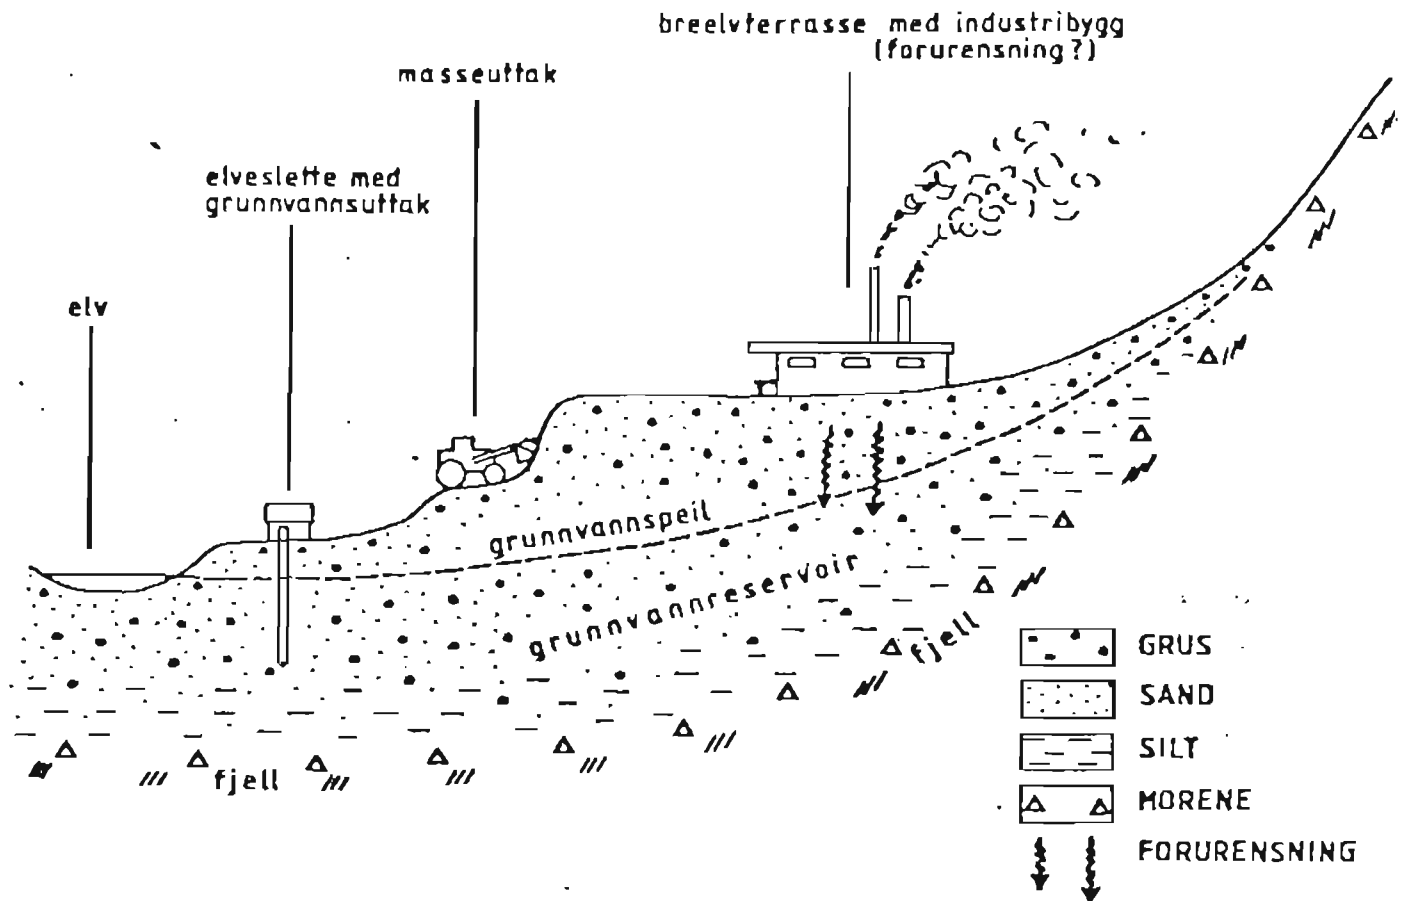 breelvterrasse med industribygg
(forurensning?)
masseuttak
elveslette med
grunnvannsuttak
elv
grunnvannspeil
grunnvannreservoir
fjell
fjell
GRUS
SAND
SILT
MORENE
FORURENSNING